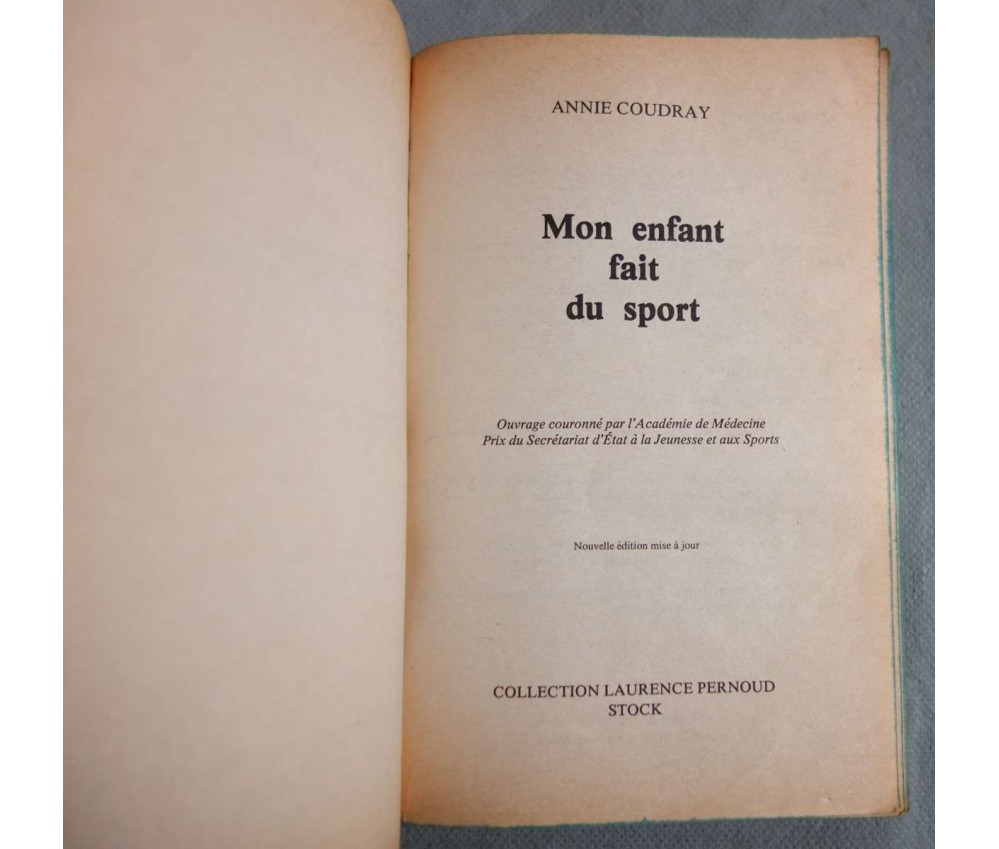 ANNIE COUDRAY
Mon enfant
fait
du sport
Ouvrage couronné par l'Académie de Médecine
Prix du Secrétariat d'État à la Jeunesse et aux Sports
Nouvelle édition mise à jour
COLLECTION LAURENCE PERNOUD
STOCK